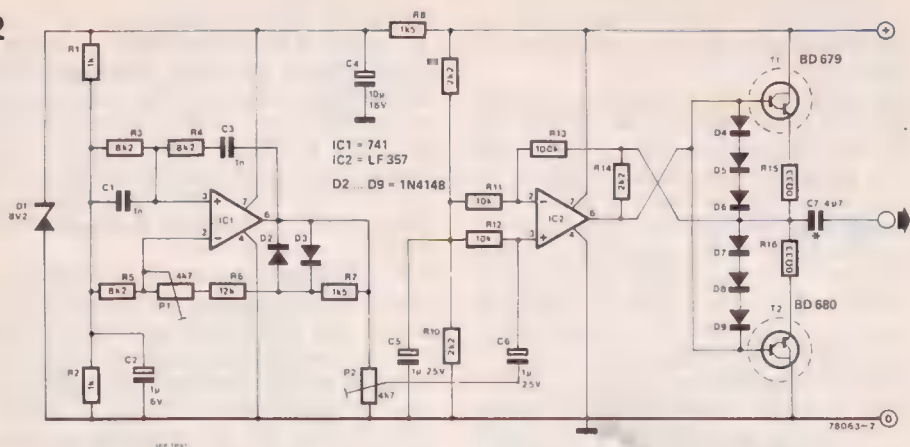 2
R1
1k
D1
8V2
R3
8k2
R4
8k2
C3
1n
C1
1n
3
2
IC1
7
4
6
R5
8k2
P1
4k7
R6
12k
D2
D3
R7
1k5
R2
1k
C2
1µ
6V
P2
4k7
R8
1k5
C4
10µ
16V
IC1 = 741
IC2 = LF 357
D2 ... D9 = 1N4148
2k2
R13
100k
R14
2k2
R11
10k
R12
10k
2
3
IC2
7
4
6
C5
1µ 25V
R10
2k2
C6
1µ
25V
D4
D5
D6
D7
D8
D9
T1
BD 679
R15
0Ω33
C7 4µ7
*
R16
0Ω33
BD 680
T2
+
0
78063-2